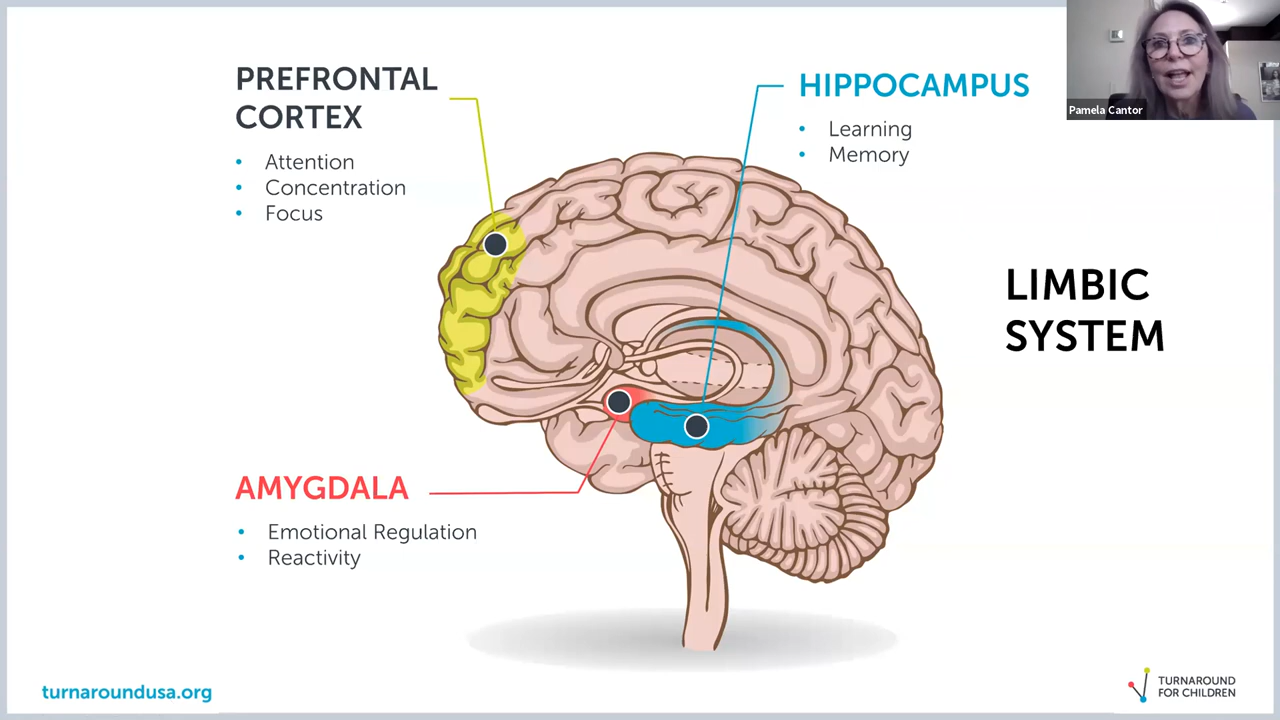 PREFRONTAL
CORTEX
• Attention
• Concentration
• Focus
HIPPOCAMPUS
• Learning
• Memory
Pamela Cantor
LIMBIC
SYSTEM
AMYGDALA
• Emotional Regulation
• Reactivity
turnaroundusa.org
TURNAROUND
FOR CHILDREN